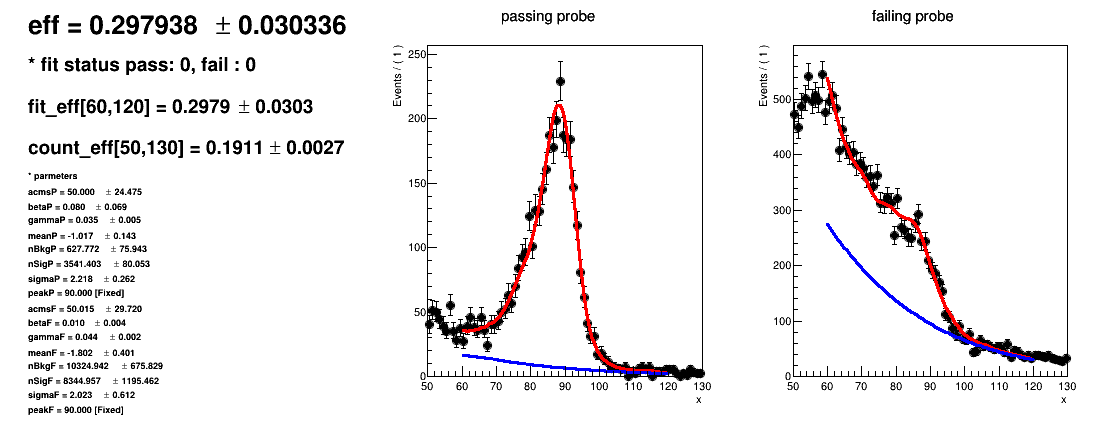 eff = 0.297938 ± 0.030336
* fit status pass: 0, fail : 0
fit_eff[60,120] = 0.2979 ± 0.0303
count_eff[50,130] = 0.1911 ± 0.0027
* parmeters
acmsP = 50.000 ± 24.475
betaP = 0.080 ± 0.069
gammaP = 0.035 ± 0.005
meanP = -1.017 ± 0.143
nBkgP = 627.772 ± 75.943
nSigP = 3541.403 ± 80.053
sigmaP = 2.218 ± 0.262
peakP = 90.000 [Fixed]
acmsF = 50.015 ± 29.720
betaF = 0.010 ± 0.004
gammaF = 0.044 ± 0.002
meanF = -1.802 ± 0.401
nBkgF = 10324.942 ± 675.829
nSigF = 8344.957 ± 1195.462
sigmaF = 2.023 ± 0.612
peakF = 90.000 [Fixed]
passing probe
Events / ( 1 )
250
200
150
100
50
0
50 60 70 80 90 100 110 120 130
x
failing probe
Events / ( 1 )
500
400
300
200
100
0
50 60 70 80 90 100 110 120 130
x